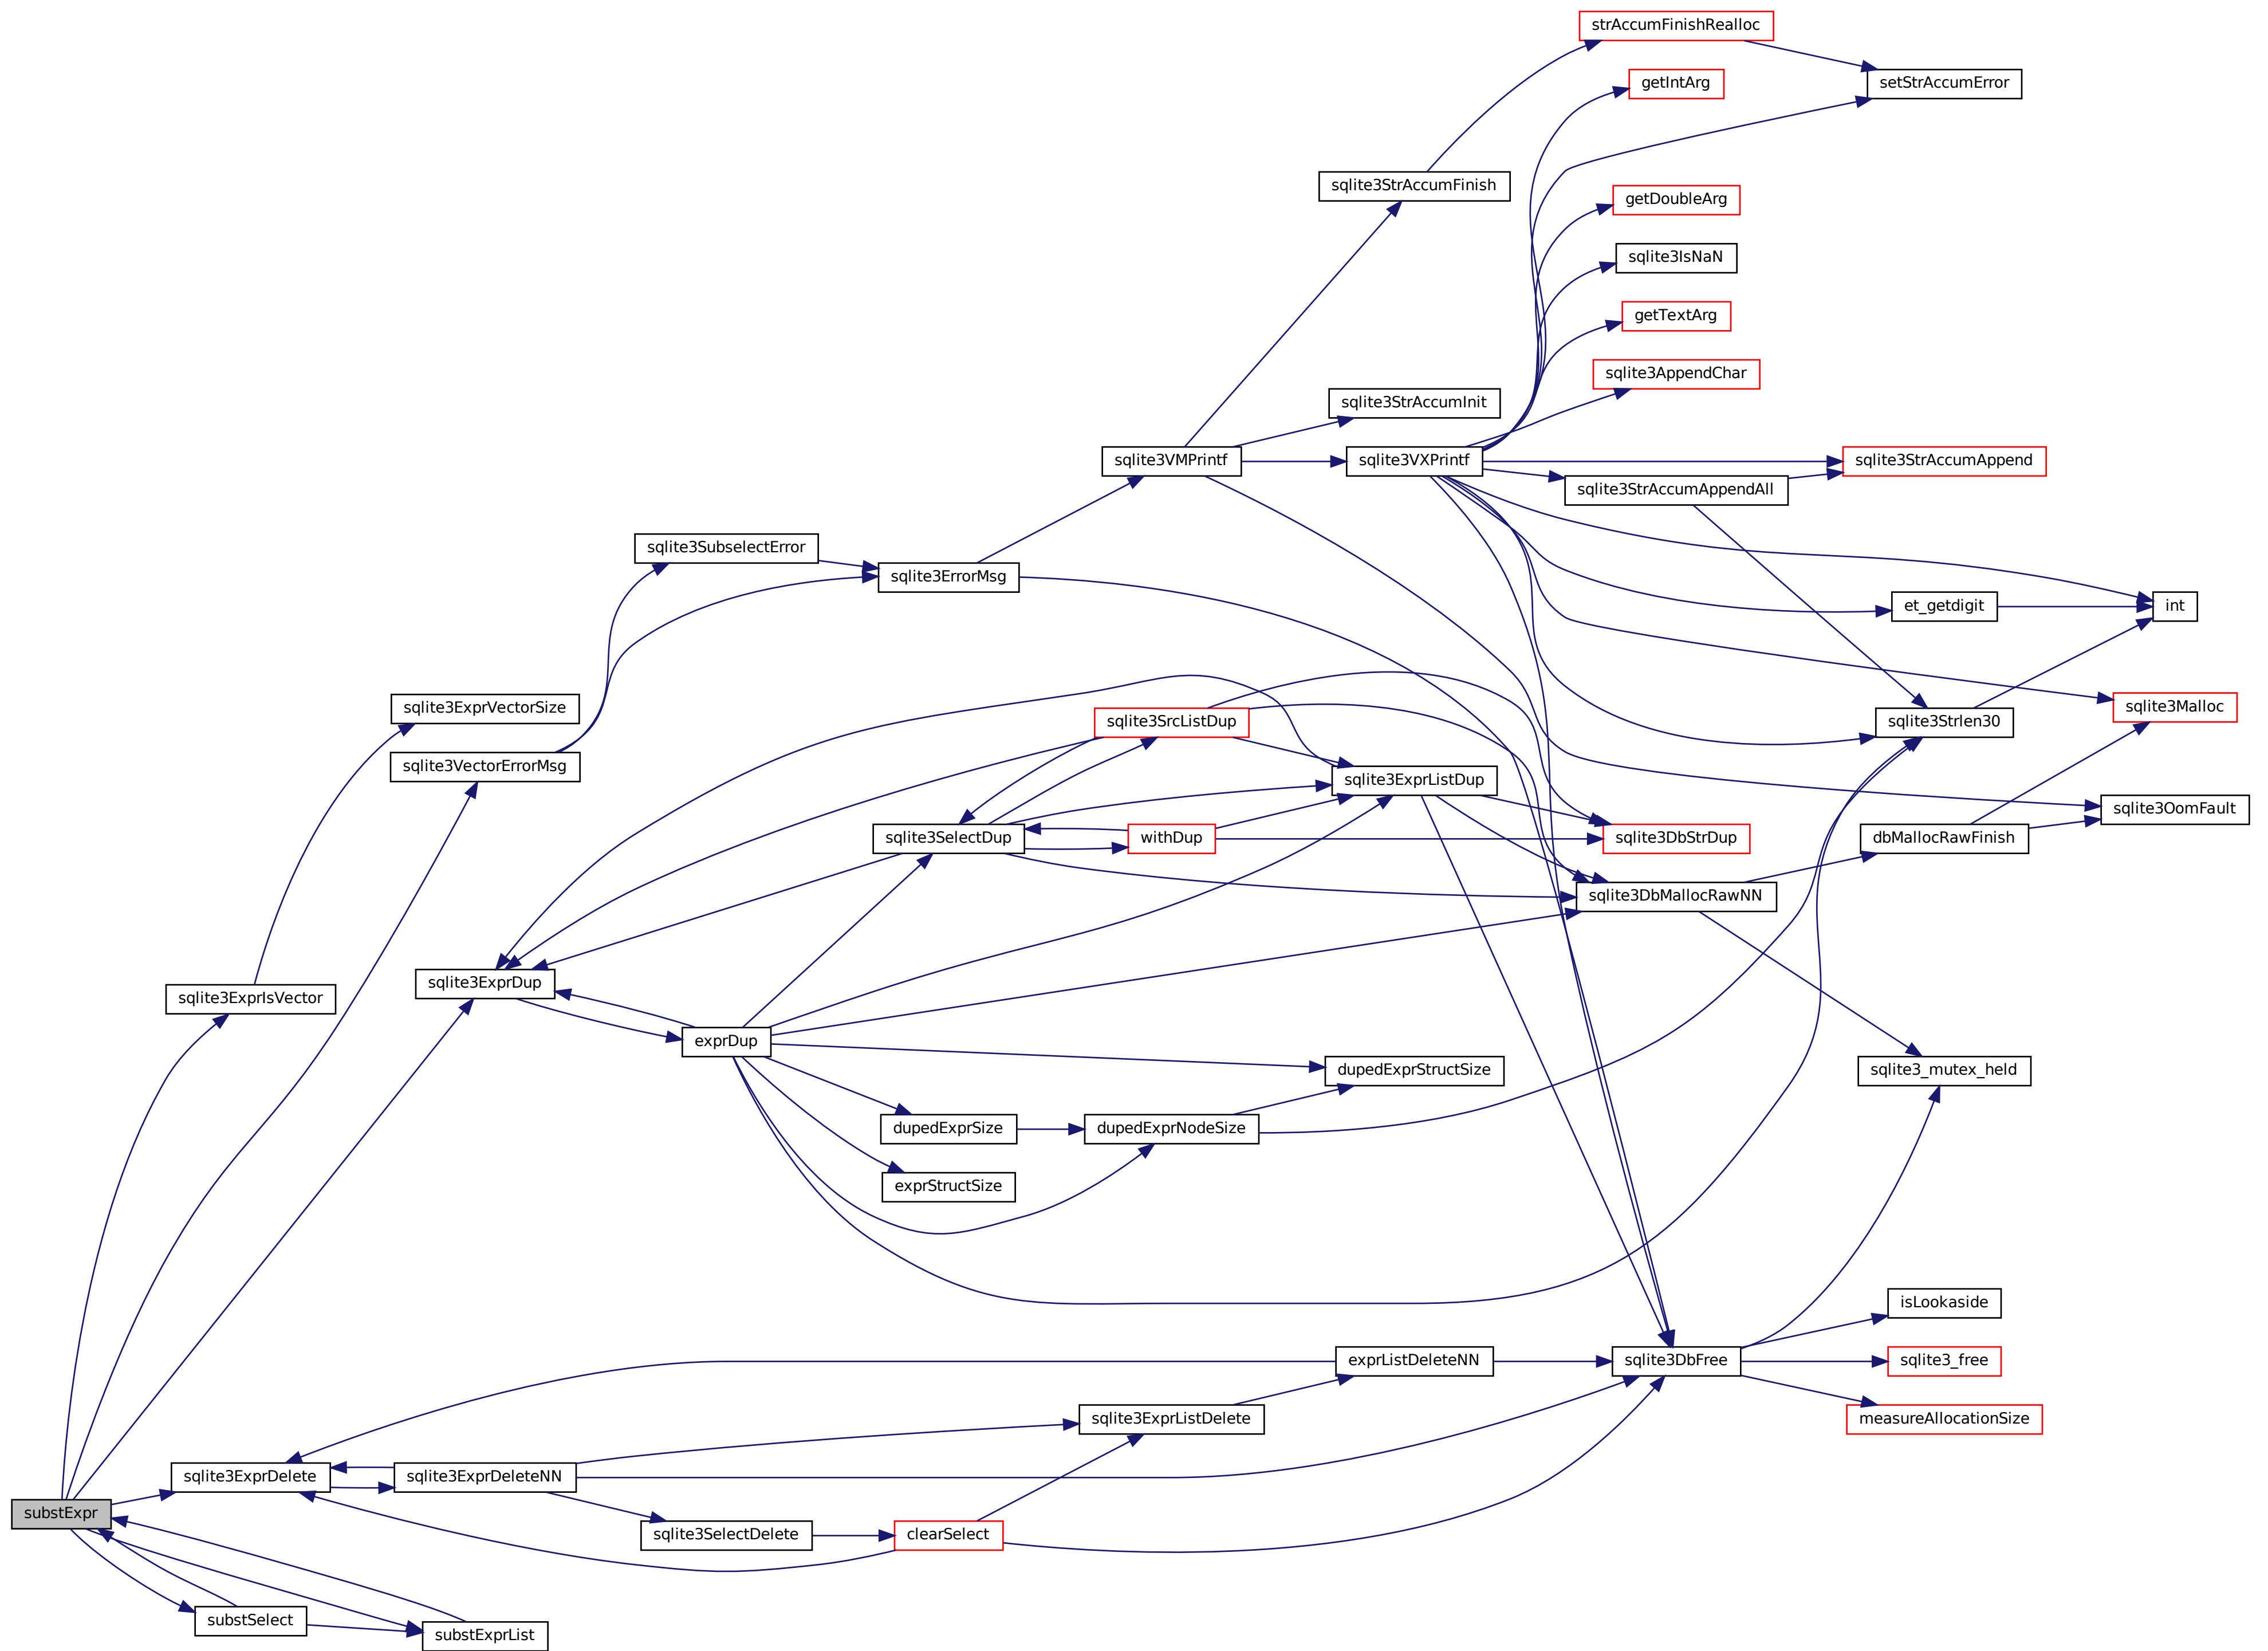 strAccumFinishRealloc
getIntArg
setStrAccumError
sqlite3StrAccumFinish
getDoubleArg
sqlite3IsNaN
getTextArg
sqlite3AppendChar
sqlite3StrAccumInit
sqlite3VMPrintf
sqlite3VXPrintf
sqlite3StrAccumAppend
sqlite3StrAccumAppendAll
sqlite3SubselectError
sqlite3ErrorMsg
et_getdigit
int
sqlite3ExprVectorSize
sqlite3SrcListDup
sqlite3Strlen30
sqlite3Malloc
sqlite3VectorErrorMsg
sqlite3ExprListDup
sqlite3OomFault
sqlite3SelectDup
withDup
sqlite3DbStrDup
dbMallocRawFinish
sqlite3DbMallocRawNN
sqlite3ExprIsVector
sqlite3ExprDup
exprDup
dupedExprStructSize
sqlite3_mutex_held
dupedExprSize
dupedExprNodeSize
exprStructSize
isLookaside
exprListDeleteNN
sqlite3DbFree
sqlite3_free
sqlite3ExprListDelete
measureAllocationSize
sqlite3ExprDelete
sqlite3ExprDeleteNN
substExpr
sqlite3SelectDelete
clearSelect
substSelect
substExprList